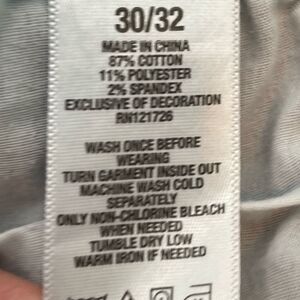 30/32
MADE IN CHINA
87% COTTON
11% POLYESTER
2% SPANDEX
EXCLUSIVE OF DECORATION
RN121726
WASH ONCE BEFORE
WEARING
TURN GARMENT INSIDE OUT
MACHINE WASH COLD
SEPARATELY
ONLY NON-CHLORINE BLEACH
WHEN NEEDED
TUMBLE DRY LOW
WARM IRON IF NEEDED